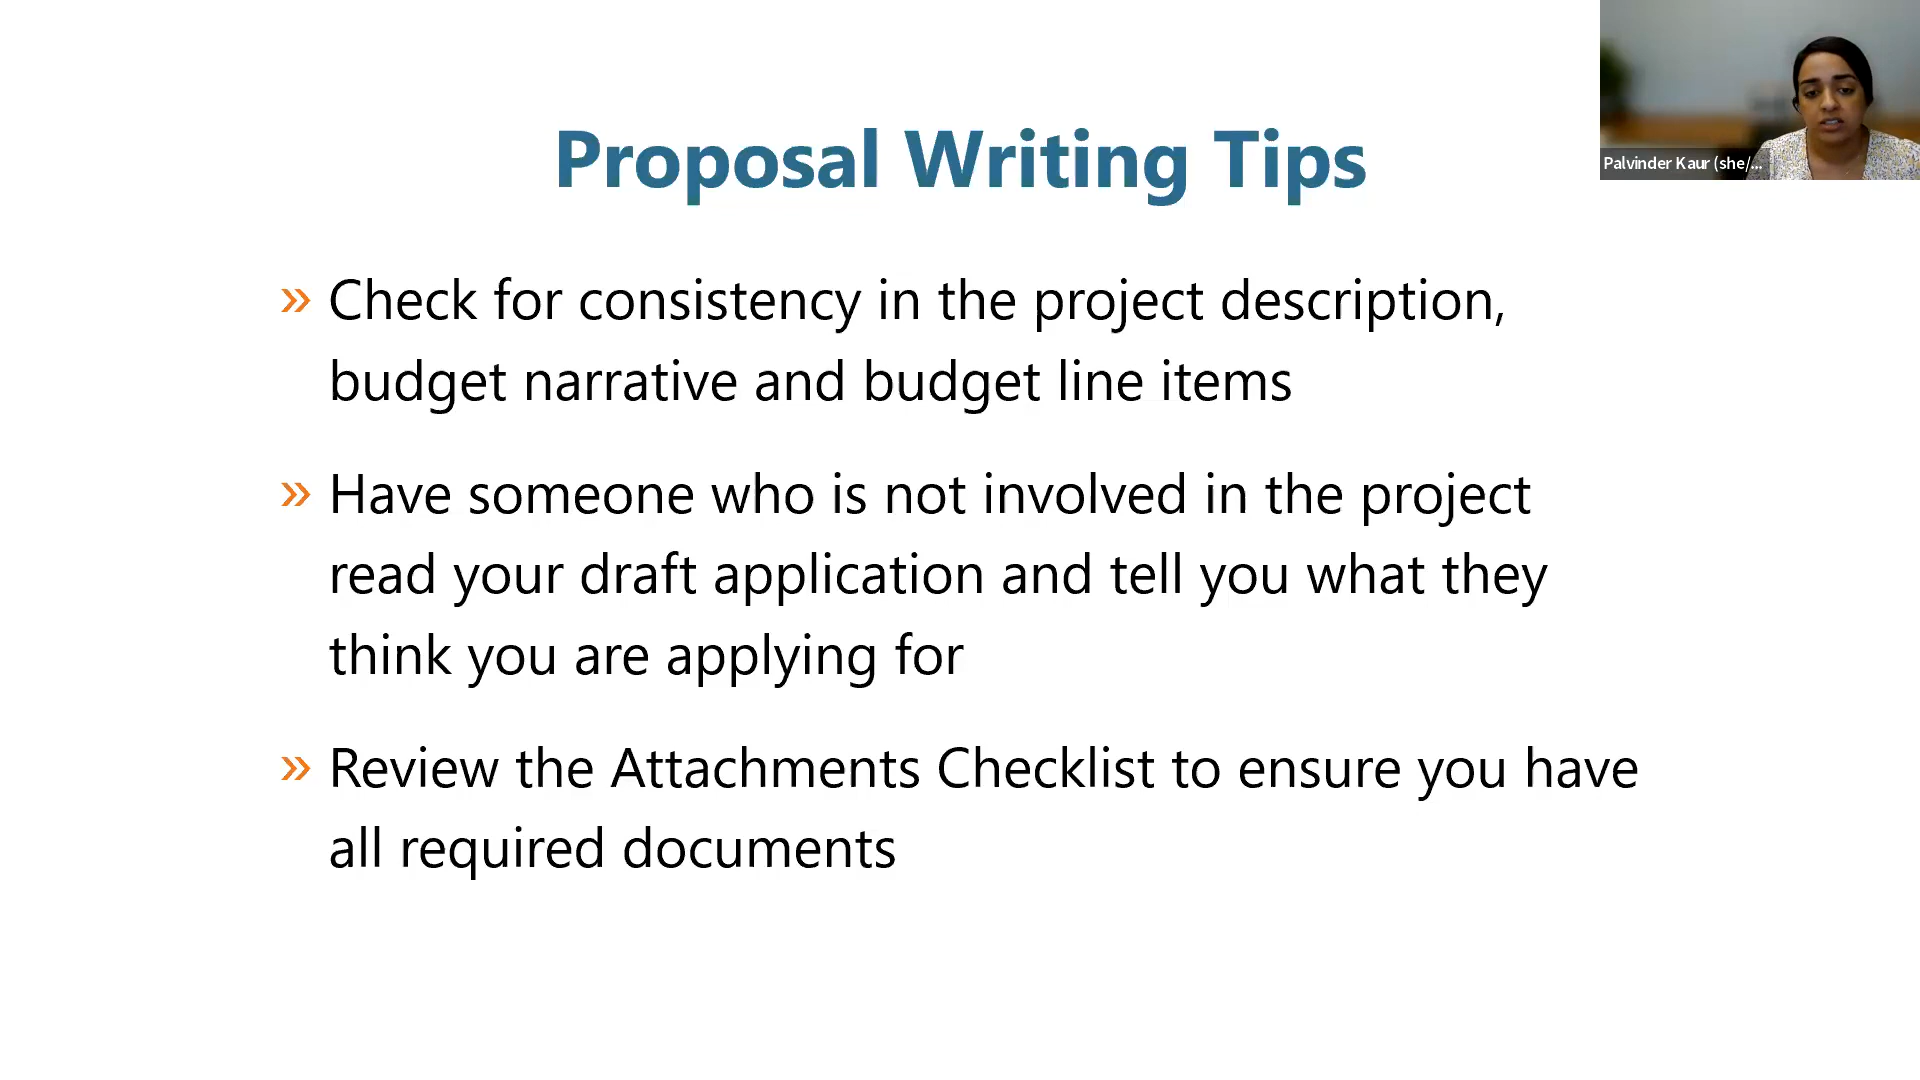 Proposal Writing Tips
Palvinder Kaur (she/...
» Check for consistency in the project description,
budget narrative and budget line items
» Have someone who is not involved in the project
read your draft application and tell you what they
think you are applying for
» Review the Attachments Checklist to ensure you have
all required documents